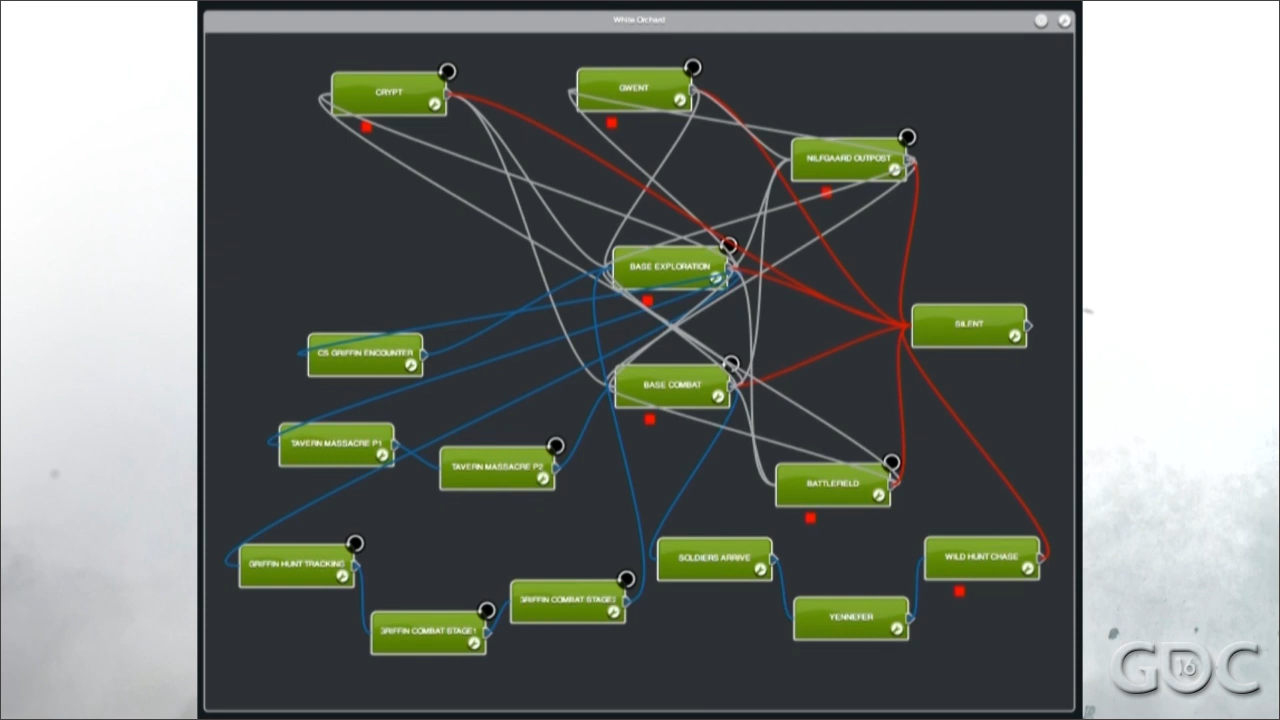 White Orchard
CRYPT
GWENT
NILFGAARD OUTPOST
BASE EXPLORATION
SILENT
CS GRIFFIN ENCOUNTER
BASE COMBAT
TAVERN MASSACRE P1
TAVERN MASSACRE P2
BATTLEFIELD
GRIFFIN HUNT TRACKING
SOLDIERS ARRIVE
WILD HUNT CHASE
GRIFFIN COMBAT STAGE2
YENNEFER
GRIFFIN COMBAT STAGE1
GDC
16